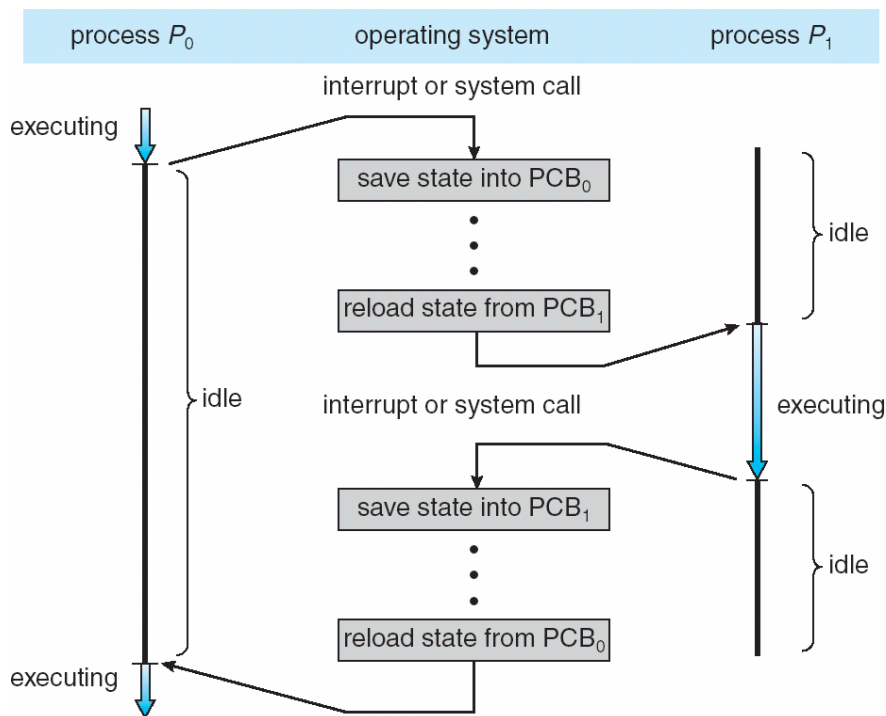 process P₀ operating system process P₁
interrupt or system call
executing
save state into PCB₀
idle
reload state from PCB₁
idle
interrupt or system call
executing
save state into PCB₁
idle
reload state from PCB₀
executing